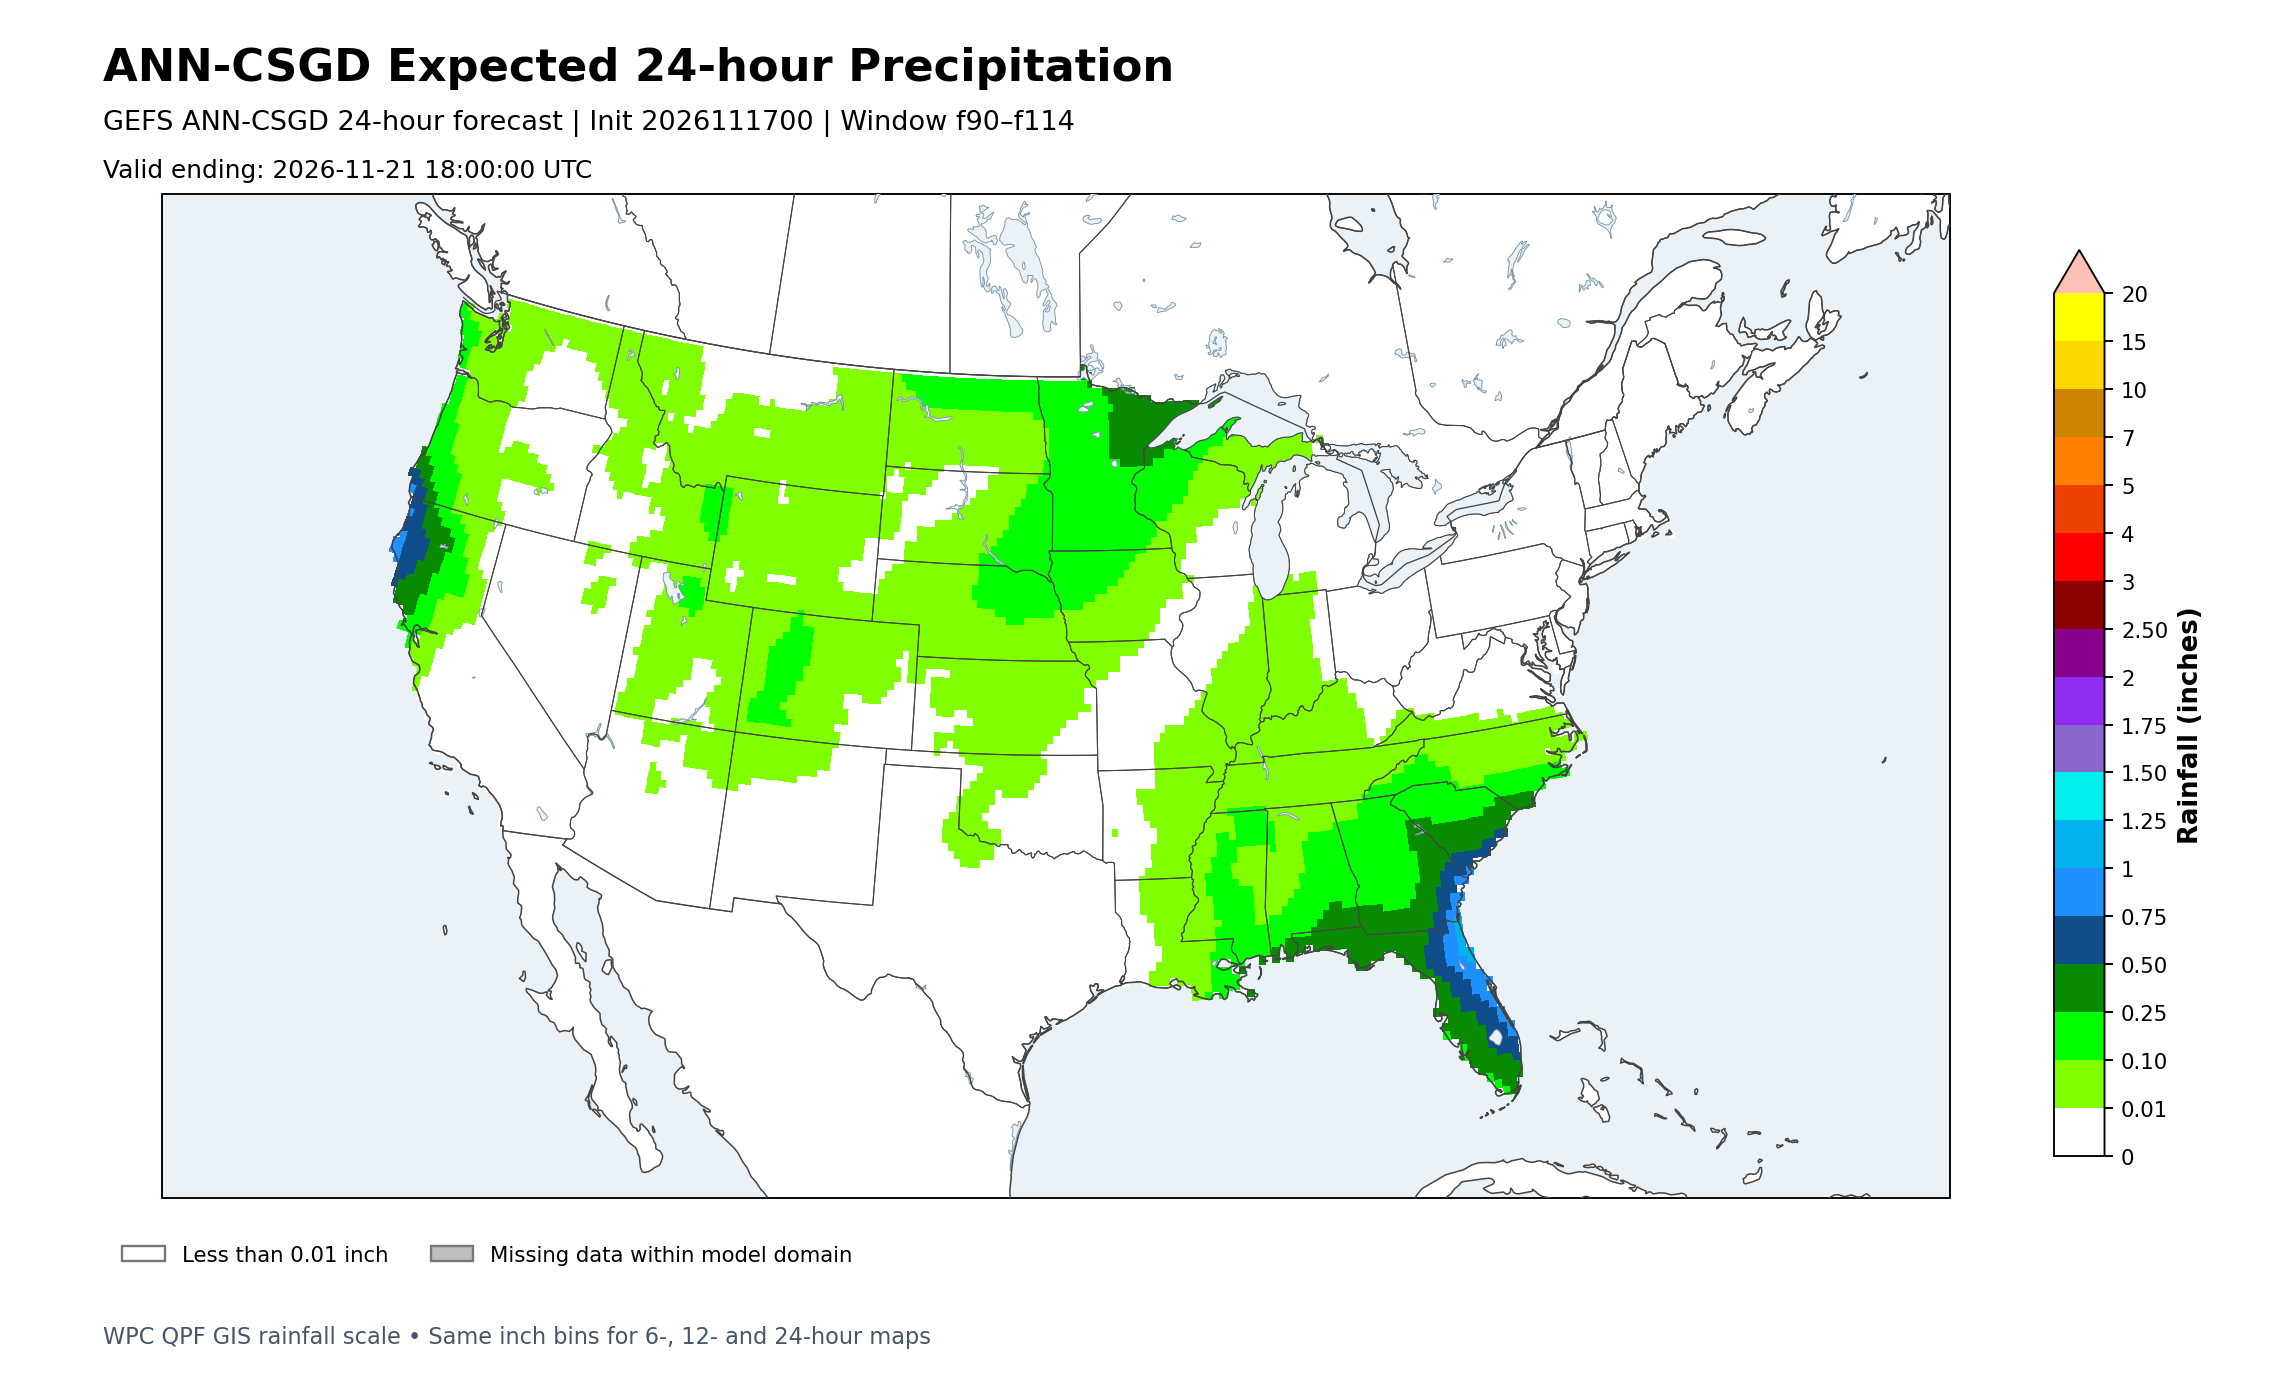 ANN-CSGD Expected 24-hour Precipitation
GEFS ANN-CSGD 24-hour forecast | Init 2026111700 | Window f90–f114
Valid ending: 2026-11-21 18:00:00 UTC
20
15
10
7
5
4
3
2.50
2
1.75
1.50
1.25
1
0.75
0.50
0.25
0.10
0.01
0
Rainfall (inches)
Less than 0.01 inch
Missing data within model domain
WPC QPF GIS rainfall scale • Same inch bins for 6-, 12- and 24-hour maps